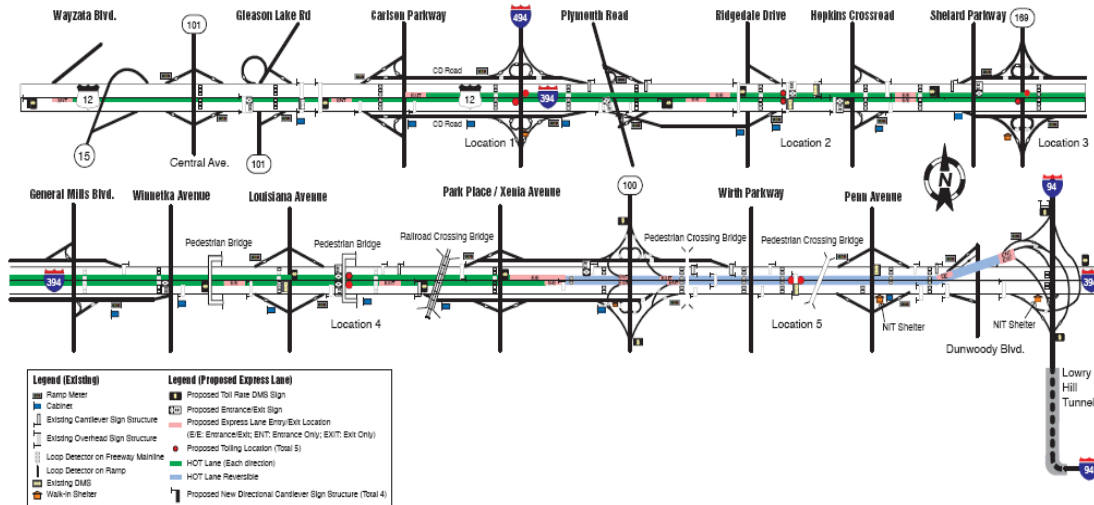 Wayzata Blvd.
101
Gleason Lake Rd
Carlson Parkway
494
Plymouth Road
Ridgedale Drive
Hopkins Crossroad
Shelard Parkway
169
CD Road
12
ENT
EXIT
12
394
E/E
E/E
E/E
15
Central Ave.
101
CD Road
Location 1
Location 2
Location 3
N
General Mills Blvd.
Winnetka Avenue
Louisiana Avenue
Park Place / Xenia Avenue
100
Wirth Parkway
Penn Avenue
94
Pedestrian Bridge
Pedestrian Bridge
Railroad Crossing Bridge
Pedestrian Crossing Bridge
Pedestrian Crossing Bridge
394
E/E
394
Location 4
Location 5
NIT Shelter
NIT Shelter
Dunwoody Blvd.
Lowry
Hill
Tunnel
94
Legend (Existing)
Ramp Meter
Cabinet
Existing Cantilever Sign Structure
Existing Overhead Sign Structure
Loop Detector on Freeway Mainline
Loop Detector on Ramp
Existing DMS
Walk-in Shelter
Legend (Proposed Express Lane)
Proposed Toll Rate DMS Sign
Proposed Entrance/Exit Sign
Proposed Express Lane Entry/Exit Location
(E/E: Entrance/Exit; ENT: Entrance Only; EXIT: Exit Only)
Proposed Tolling Location (Total 5)
HOT Lane (Each direction)
HOT Lane Reversible
Proposed New Directional Cantilever Sign Structure (Total 4)